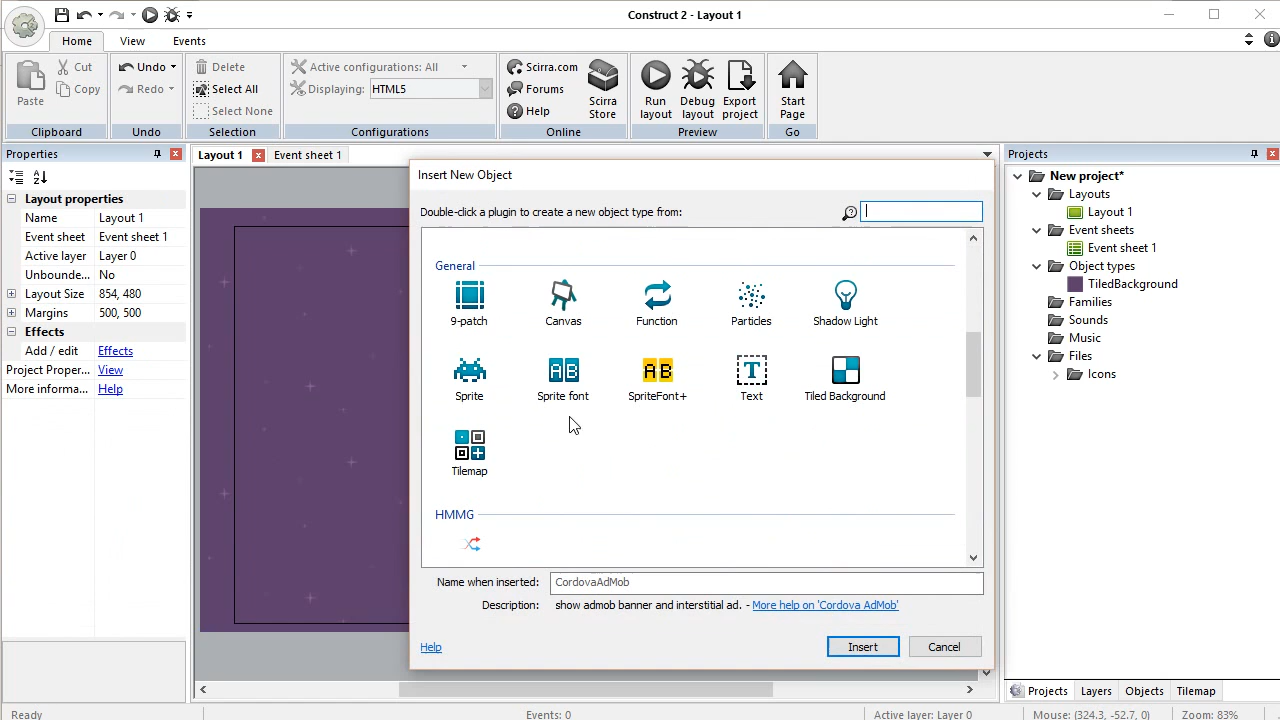 Construct 2 - Layout 1
Home View Events
Paste Cut Copy
Undo Redo
Delete Select All Select None
Active configurations: All
Displaying: HTML5
Scirra.com Forums Help
Scirra Store
Run layout
Debug layout
Export project
Start Page
Clipboard Undo Selection Configurations Online Preview Go
Properties
Layout properties
Name Layout 1
Event sheet Event sheet 1
Active layer Layer 0
Unbounde... No
Layout Size 854, 480
Margins 500, 500
Effects
Add / edit Effects
Project Proper... View
More informa... Help
Layout 1 Event sheet 1
Insert New Object
Double-click a plugin to create a new object type from:
General
9-patch Canvas Function Particles Shadow Light
AB AB T
Sprite Sprite font SpriteFont+ Text Tiled Background
Tilemap
HMMG
Name when inserted: CordovaAdMob
Description: show admob banner and interstitial ad. - More help on 'Cordova AdMob'
Help Insert Cancel
Projects
New project*
Layouts
Layout 1
Event sheets
Event sheet 1
Object types
TiledBackground
Families
Sounds
Music
Files
Icons
Projects Layers Objects Tilemap
Ready Events: 0 Active layer: Layer 0 Mouse: (324.3, -52.7, 0) Zoom: 83%